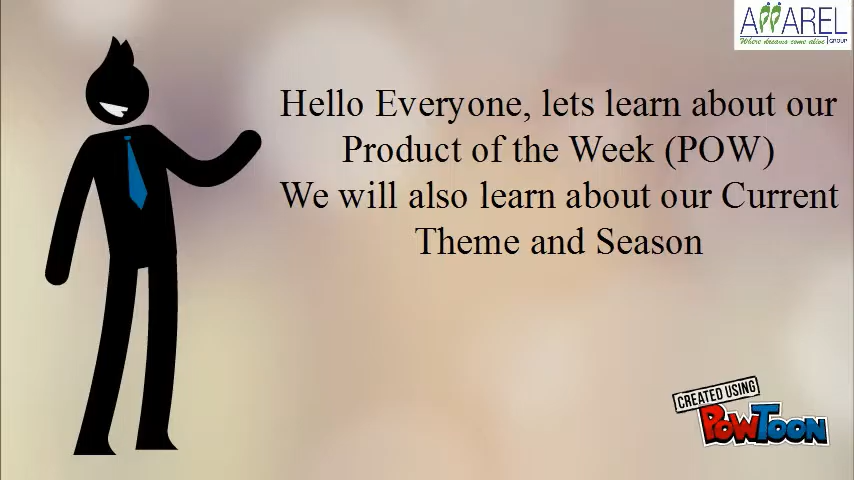 APPAREL
Where dreams come alive | GROUP
Hello Everyone, lets learn about our
Product of the Week (POW)
We will also learn about our Current
Theme and Season
CREATED USING
POWTOON